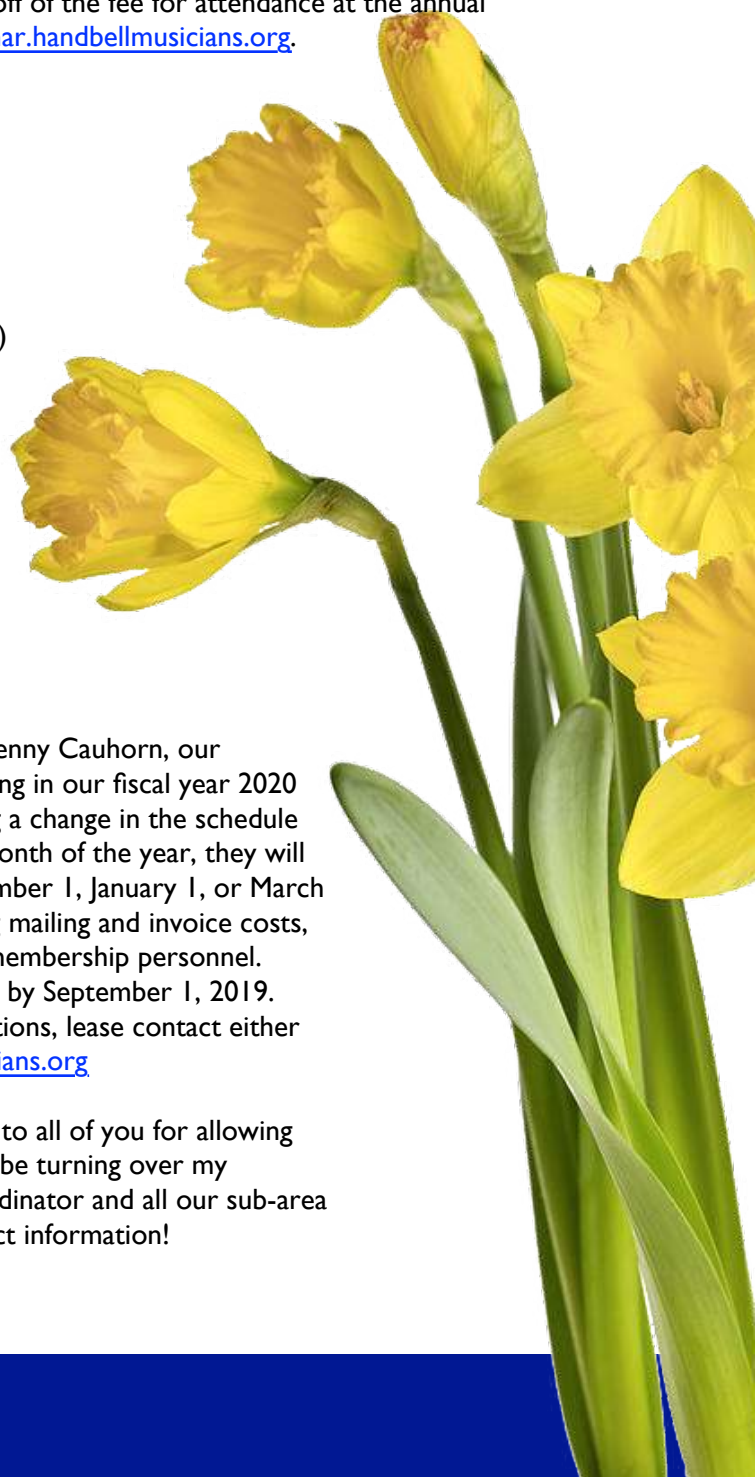 off of the fee for attendance at the annual
nar.handbellmusicians.org.
)
enny Cauhorn, our
ng in our fiscal year 2020
g a change in the schedule
onth of the year, they will
mber 1, January 1, or March
g mailing and invoice costs,
membership personnel.
by September 1, 2019.
tions, lease contact either
ians.org
to all of you for allowing
be turning over my
rdinator and all our sub-area
ct information!